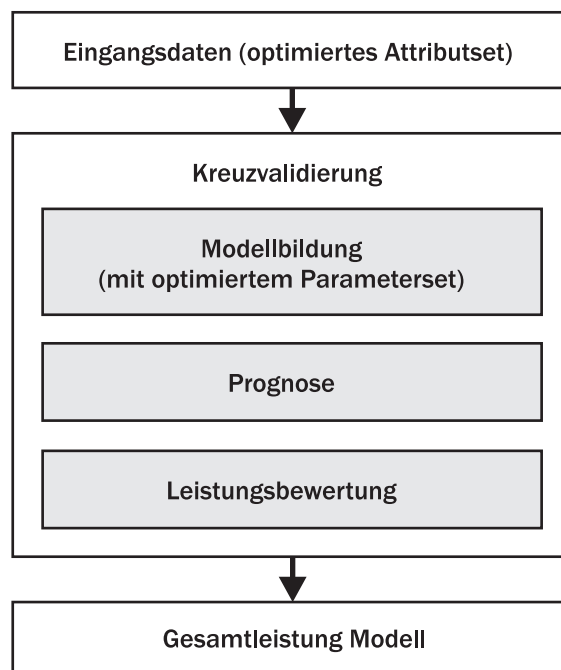 Eingangsdaten (optimiertes Attributset)
Kreuzvalidierung
Modellbildung
(mit optimiertem Parameterset)
Prognose
Leistungsbewertung
Gesamtleistung Modell